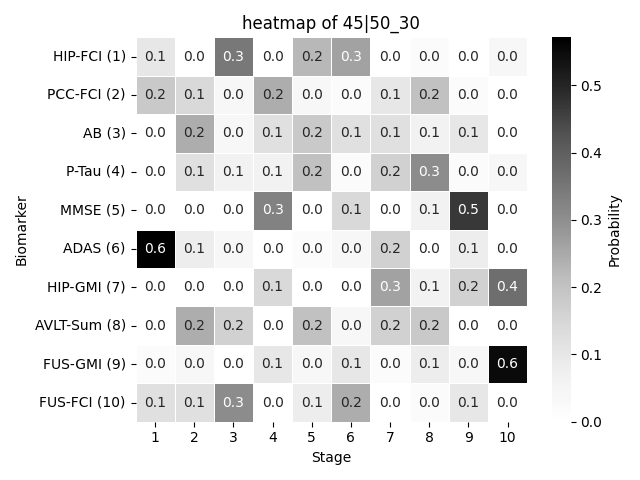 heatmap of 45|50_30
HIP-FCI (1) 0.1 0.0 0.3 0.0 0.2 0.3 0.0 0.0 0.0 0.0
PCC-FCI (2) 0.2 0.1 0.0 0.2 0.0 0.0 0.1 0.2 0.0 0.0
AB (3) 0.0 0.2 0.0 0.1 0.2 0.1 0.1 0.1 0.1 0.0
P-Tau (4) 0.0 0.1 0.1 0.1 0.2 0.0 0.2 0.3 0.0 0.0
MMSE (5) 0.0 0.0 0.0 0.3 0.0 0.1 0.0 0.1 0.5 0.0
ADAS (6) 0.6 0.1 0.0 0.0 0.0 0.0 0.2 0.0 0.1 0.0
HIP-GMI (7) 0.0 0.0 0.0 0.1 0.0 0.0 0.3 0.1 0.2 0.4
AVLT-Sum (8) 0.0 0.2 0.2 0.0 0.2 0.0 0.2 0.2 0.0 0.0
FUS-GMI (9) 0.0 0.0 0.0 0.1 0.0 0.1 0.0 0.1 0.0 0.6
FUS-FCI (10) 0.1 0.1 0.3 0.0 0.1 0.2 0.0 0.0 0.1 0.0
1 2 3 4 5 6 7 8 9 10
Stage
Biomarker
0.5
0.4
0.3
0.2
0.1
0.0
Probability